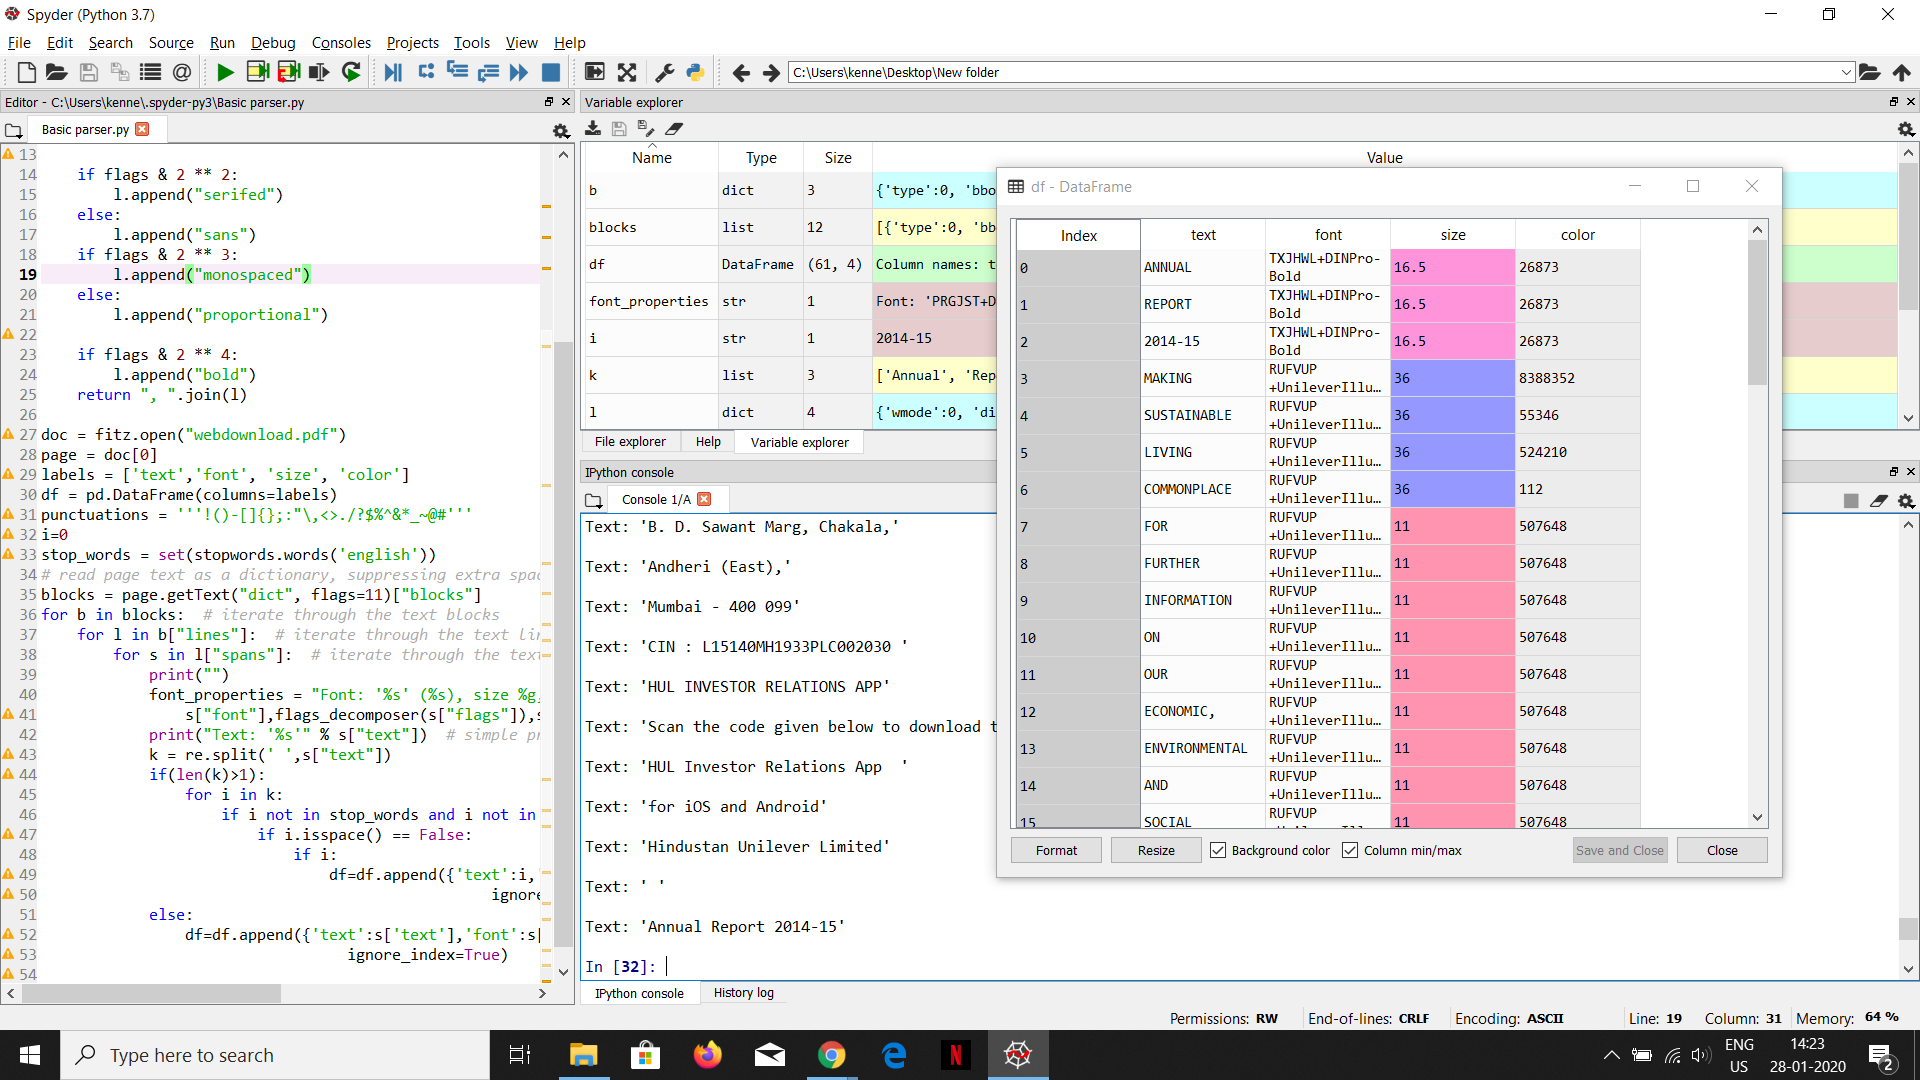 Spyder (Python 3.7)
File Edit Search Source Run Debug Consoles Projects Tools View Help
C:\Users\kenne\Desktop\New folder
Editor - C:\Users\kenne\.spyder-py3\Basic parser.py
Basic parser.py
13
14     if flags & 2 ** 2:
15         l.append("serifed")
16     else:
17         l.append("sans")
18     if flags & 2 ** 3:
19         l.append("monospaced")
20     else:
21         l.append("proportional")
22
23     if flags & 2 ** 4:
24         l.append("bold")
25     return ", ".join(l)
26
27 doc = fitz.open("webdownload.pdf")
28 page = doc[0]
29 labels = ['text','font', 'size', 'color']
30 df = pd.DataFrame(columns=labels)
31 punctuations = '''!()-[]{};:"\,<>./?$%^&*_~@#'''
32 i=0
33 stop_words = set(stopwords.words('english'))
34 # read page text as a dictionary, suppressing extra spac
35 blocks = page.getText("dict", flags=11)["blocks"]
36 for b in blocks:  # iterate through the text blocks
37     for l in b["lines"]:  # iterate through the text lin
38         for s in l["spans"]:  # iterate through the text
39             print("")
40             font_properties = "Font: '%s' (%s), size %g,
41                 s["font"],flags_decomposer(s["flags"]),s
42             print("Text: '%s'" % s["text"])  # simple pr
43             k = re.split(' ',s["text"])
44             if(len(k)>1):
45                 for i in k:
46                     if i not in stop_words and i not in
47                         if i.isspace() == False:
48                             if i:
49                                 df=df.append({'text':i,
50                                                   ignore
51             else:
52                 df=df.append({'text':s['text'],'font':s[
53                                   ignore_index=True)
54
Variable explorer
Name Type Size Value
b dict 3 {'type':0, 'bbo
blocks list 12 [{'type':0, 'bb
df DataFrame (61, 4) Column names: t
font_properties str 1 Font: 'PRGJST+D
i str 1 2014-15
k list 3 ['Annual', 'Rep
l dict 4 {'wmode':0, 'di
File explorer Help Variable explorer
IPython console
Console 1/A
Text: 'B. D. Sawant Marg, Chakala,'
Text: 'Andheri (East),'
Text: 'Mumbai - 400 099'
Text: 'CIN : L15140MH1933PLC002030 '
Text: 'HUL INVESTOR RELATIONS APP'
Text: 'Scan the code given below to download t
Text: 'HUL Investor Relations App  '
Text: 'for iOS and Android'
Text: 'Hindustan Unilever Limited'
Text: ' '
Text: 'Annual Report 2014-15'
In [32]:
IPython console History log
df - DataFrame
Index text font size color
0 ANNUAL TXJHWL+DINPro-Bold 16.5 26873
1 REPORT TXJHWL+DINPro-Bold 16.5 26873
2 2014-15 TXJHWL+DINPro-Bold 16.5 26873
3 MAKING RUFVUP+UnileverIllu… 36 8388352
4 SUSTAINABLE RUFVUP+UnileverIllu… 36 55346
5 LIVING RUFVUP+UnileverIllu… 36 524210
6 COMMONPLACE RUFVUP+UnileverIllu… 36 112
7 FOR RUFVUP+UnileverIllu… 11 507648
8 FURTHER RUFVUP+UnileverIllu… 11 507648
9 INFORMATION RUFVUP+UnileverIllu… 11 507648
10 ON RUFVUP+UnileverIllu… 11 507648
11 OUR RUFVUP+UnileverIllu… 11 507648
12 ECONOMIC, RUFVUP+UnileverIllu… 11 507648
13 ENVIRONMENTAL RUFVUP+UnileverIllu… 11 507648
14 AND RUFVUP+UnileverIllu… 11 507648
15 SOCIAL RUFVUP+UnileverIllu… 11 507648
Format Resize Background color Column min/max Save and Close Close
Permissions: RW End-of-lines: CRLF Encoding: ASCII Line: 19 Column: 31 Memory: 64 %
Type here to search
N
ENG
US
14:23
28-01-2020
2